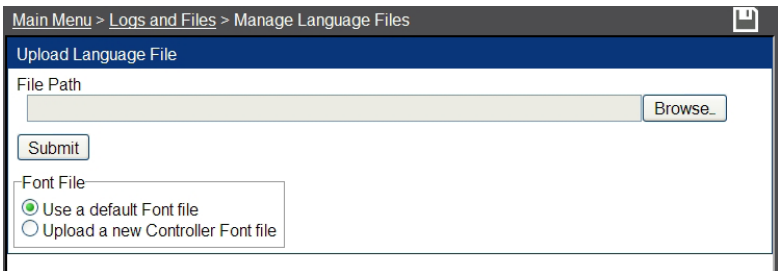 Main Menu > Logs and Files > Manage Language Files
Upload Language File
File Path
Browse..
Submit
Font File
Use a default Font file
Upload a new Controller Font file